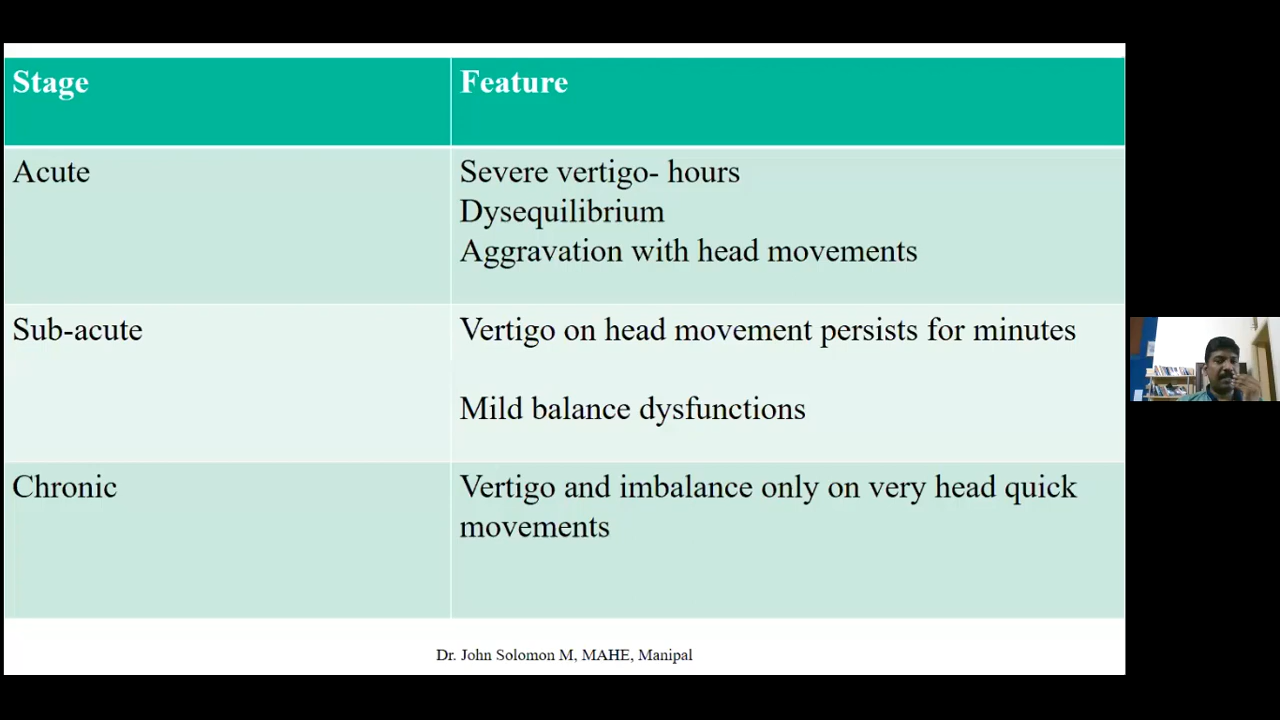 Stage
Feature
Acute
Severe vertigo- hours
Dysequilibrium
Aggravation with head movements
Sub-acute
Vertigo on head movement persists for minutes
Mild balance dysfunctions
Chronic
Vertigo and imbalance only on very head quick
movements
Dr. John Solomon M, MAHE, Manipal